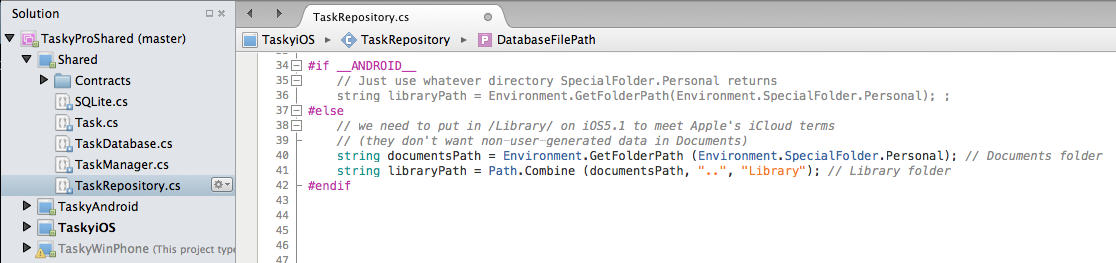 Solution
TaskyProShared (master)
Shared
Contracts
SQLite.cs
Task.cs
TaskDatabase.cs
TaskManager.cs
TaskRepository.cs
TaskyAndroid
TaskyiOS
TaskyWinPhone (This project type
TaskRepository.cs
TaskyiOS TaskRepository DatabaseFilePath
34 #if __ANDROID__
35 // Just use whatever directory SpecialFolder.Personal returns
36 string libraryPath = Environment.GetFolderPath(Environment.SpecialFolder.Personal); ;
37 #else
38 // we need to put in /Library/ on iOS5.1 to meet Apple's iCloud terms
39 // (they don't want non-user-generated data in Documents)
40 string documentsPath = Environment.GetFolderPath (Environment.SpecialFolder.Personal); // Documents folder
41 string libraryPath = Path.Combine (documentsPath, "..", "Library"); // Library folder
42 #endif
43
44
45
46
47